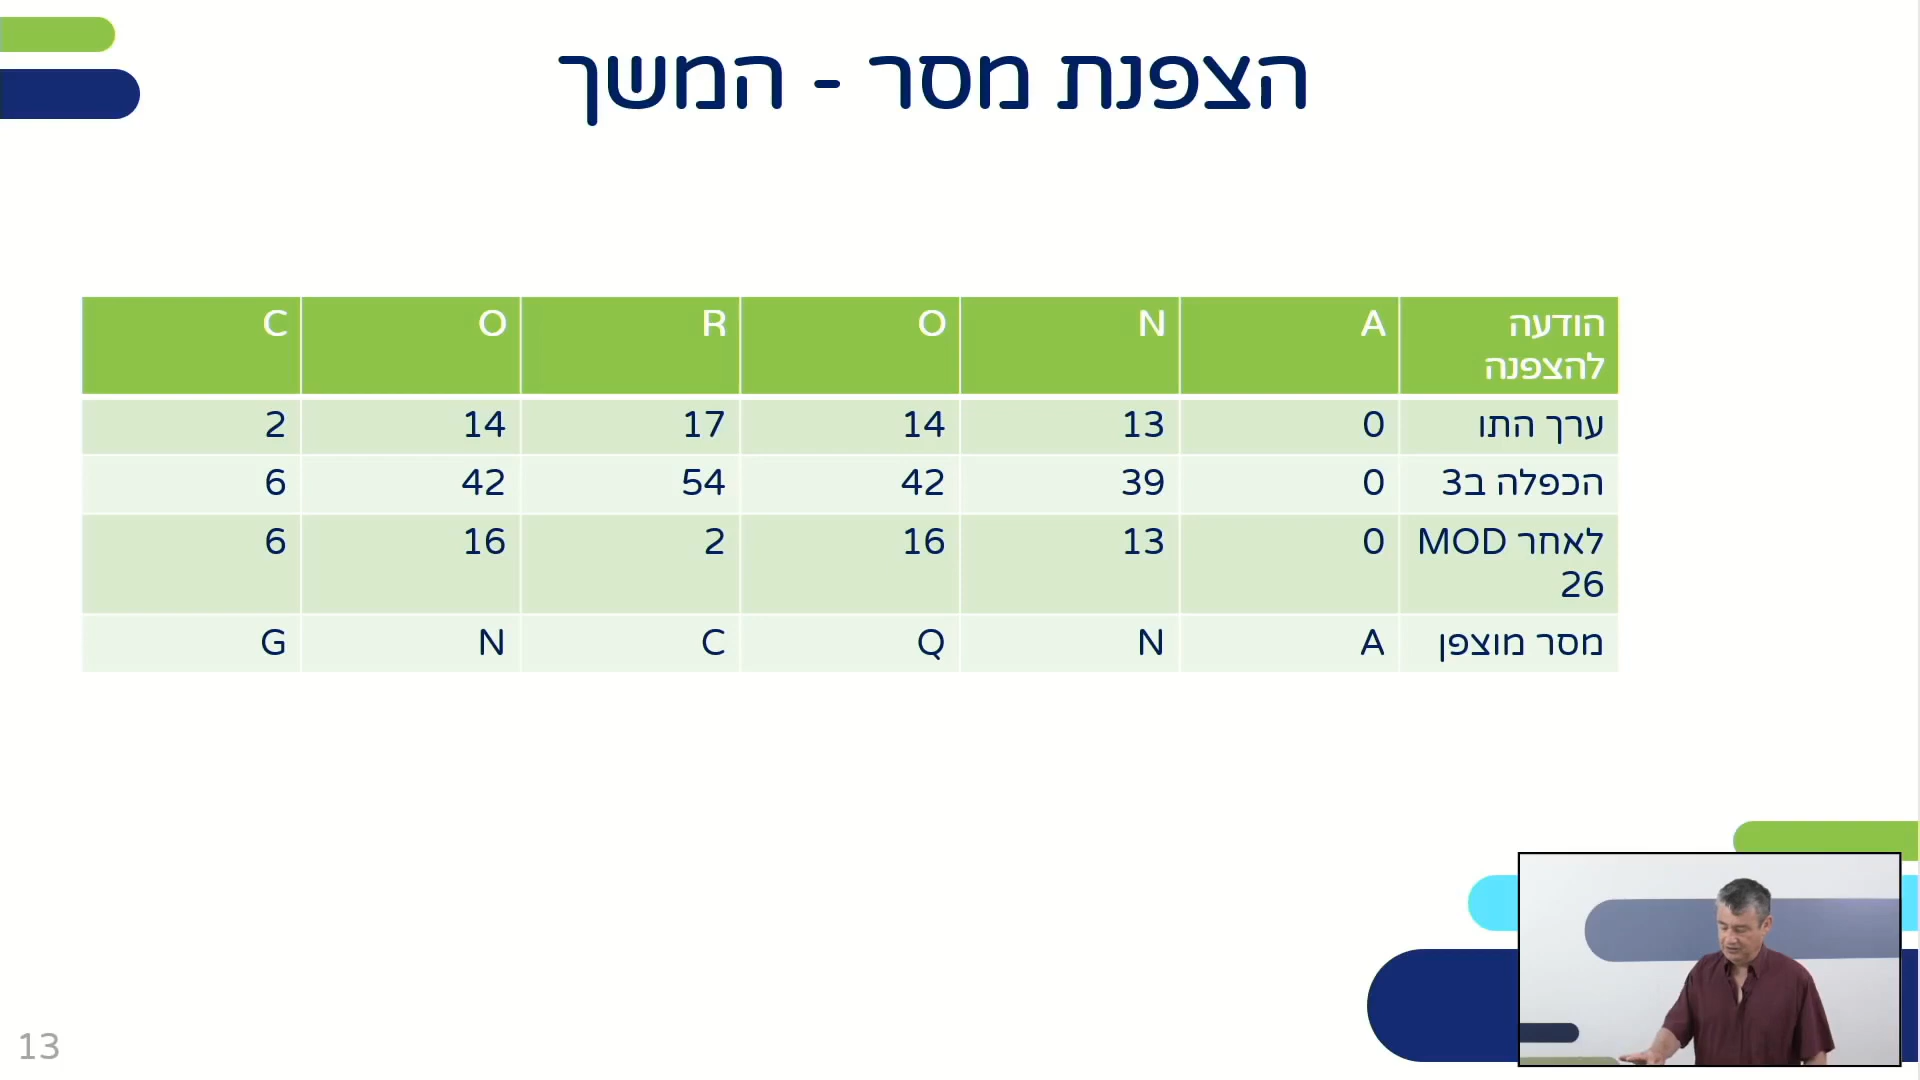 הצפנת מסר - המשך
הודעה להצפנה A N O R O C
ערך התו 0 13 14 17 14 2
הכפלה ב3 0 39 42 54 42 6
לאחר MOD 26 0 13 16 2 16 6
מסר מוצפן A N Q C N G
13